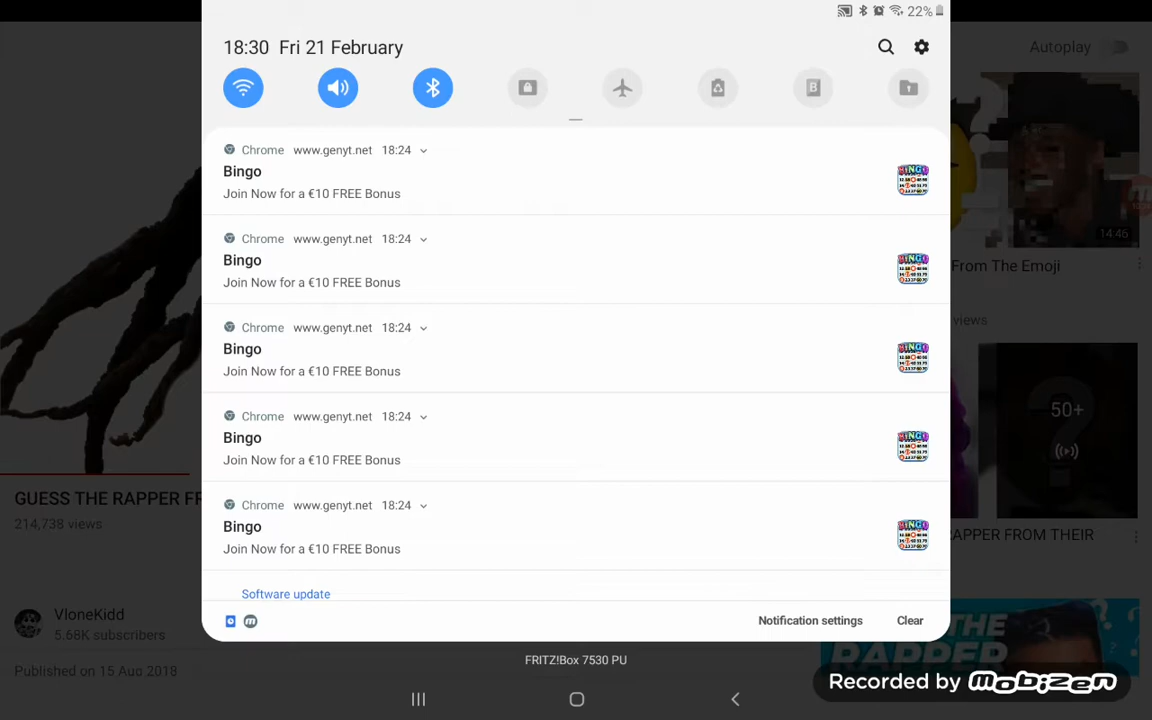 22%
18:30 Fri 21 February
Autoplay
Chrome www.genyt.net 18:24
Bingo
Join Now for a €10 FREE Bonus
14:46
Chrome www.genyt.net 18:24
Bingo
Join Now for a €10 FREE Bonus
From The Emoji
views
Chrome www.genyt.net 18:24
Bingo
Join Now for a €10 FREE Bonus
50+
Chrome www.genyt.net 18:24
Bingo
Join Now for a €10 FREE Bonus
GUESS THE RAPPER FR
214,738 views
Chrome www.genyt.net 18:24
Bingo
Join Now for a €10 FREE Bonus
APPER FROM THEIR
Software update
VloneKidd
5.68K subscribers
Notification settings
Clear
THE
RAPPER
FRITZ!Box 7530 PU
Published on 15 Aug 2018
Recorded by mobizen